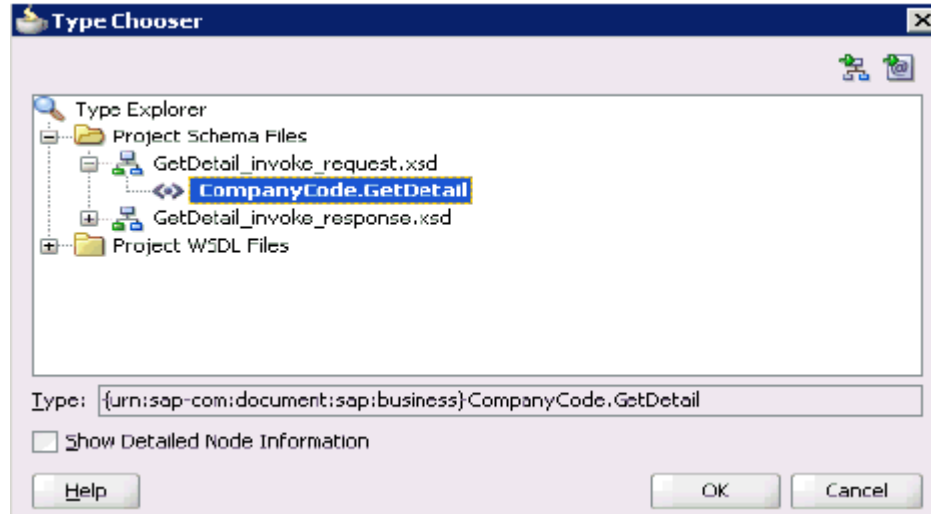 Type Chooser
Type Explorer
Project Schema Files
GetDetail_invoke_request.xsd
CompanyCode.GetDetail
GetDetail_invoke_response.xsd
Project WSDL Files
Type: {urn:sap-com:document:sap:business}CompanyCode.GetDetail
Show Detailed Node Information
Help OK Cancel